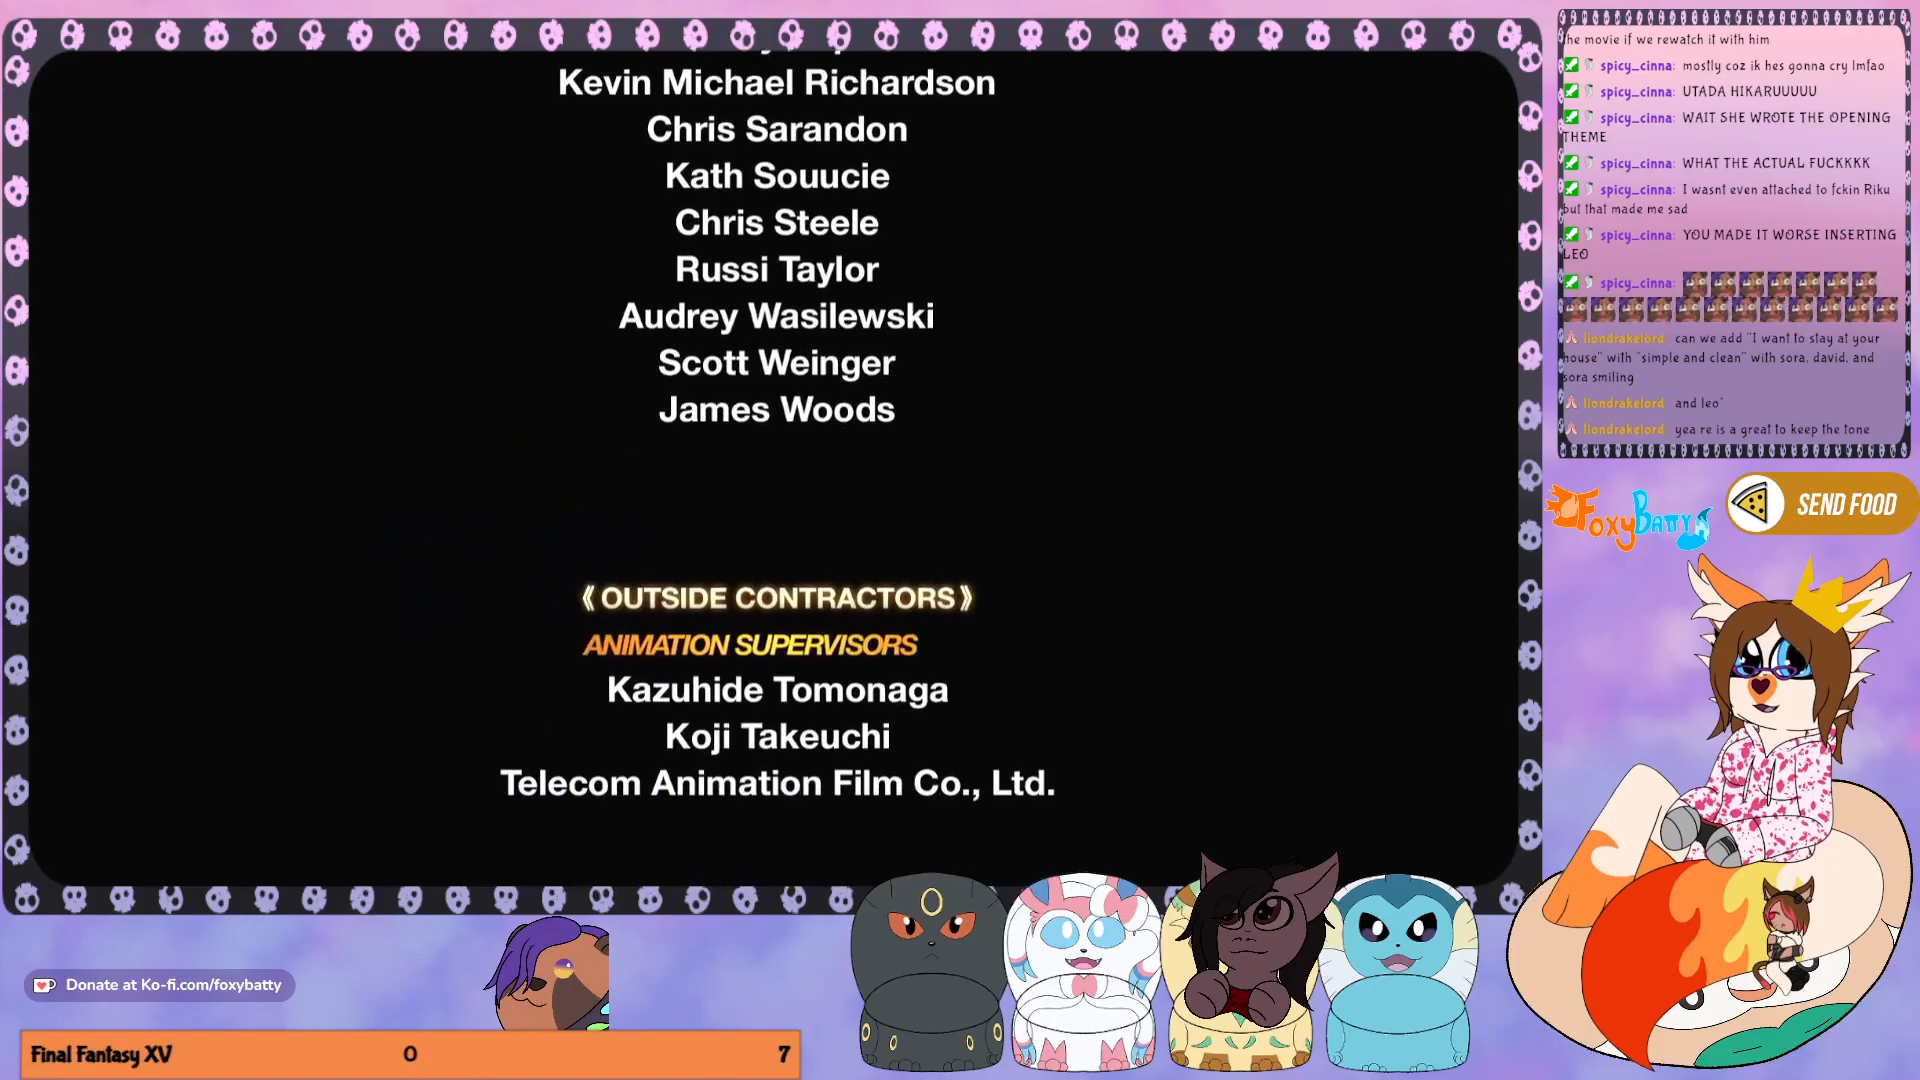 Kevin Michael Richardson
Chris Sarandon
Kath Souucie
Chris Steele
Russi Taylor
Audrey Wasilewski
Scott Weinger
James Woods
《OUTSIDE CONTRACTORS》
ANIMATION SUPERVISORS
Kazuhide Tomonaga
Koji Takeuchi
Telecom Animation Film Co., Ltd.
the movie if we rewatch it with him
spicy_cinna: mostly coz ik hes gonna cry lmfao
spicy_cinna: UTADA HIKARUUUUU
spicy_cinna: WAIT SHE WROTE THE OPENING
THEME
spicy_cinna: WHAT THE ACTUAL FUCKKKK
spicy_cinna: I wasnt even attached to fckin Riku
but that made me sad
spicy_cinna: YOU MADE IT WORSE INSERTING
LEO
spicy_cinna:
liondrakelord can we add "I want to stay at your
house" with "simple and clean" with sora, david, and
sora smiling
liondrakelord and leo*
liondrakelord yea re is a great to keep the tone
FoxyBatty
SEND FOOD
Donate at Ko-fi.com/foxybatty
Final Fantasy XV 0 7